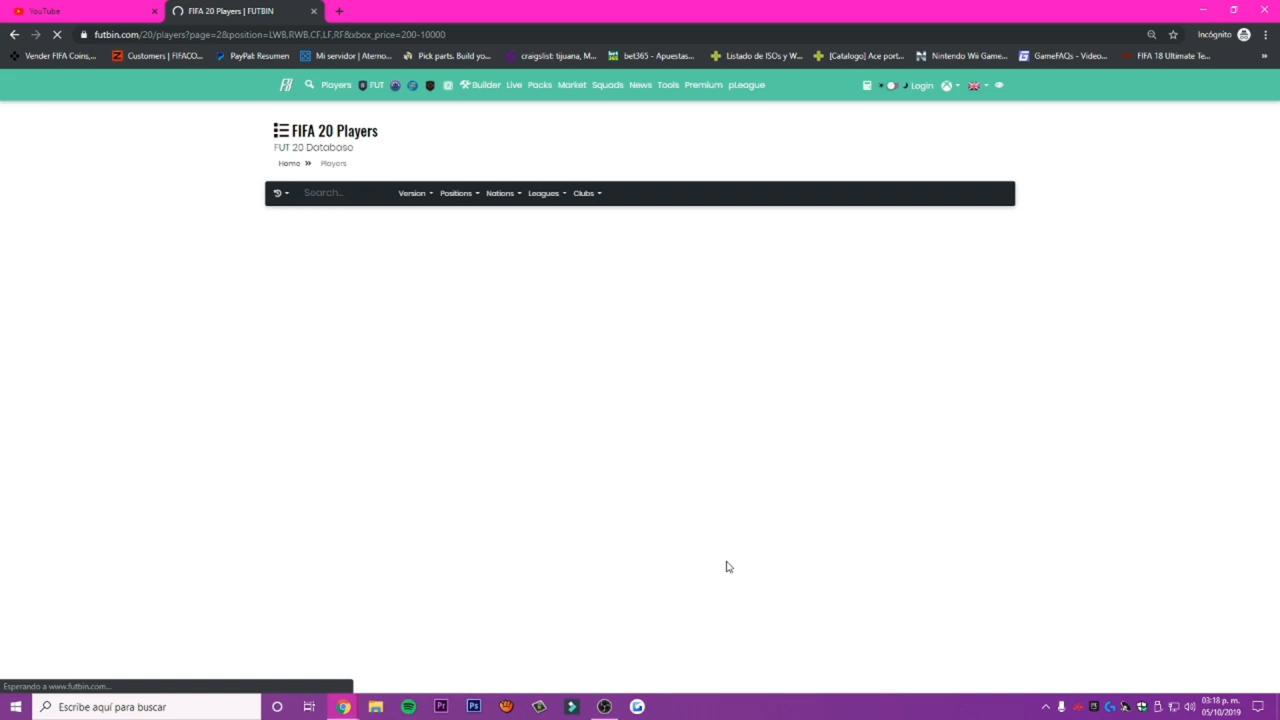 YouTube
FIFA 20 Players | FUTBIN
futbin.com/20/players?page=2&position=LWB,RWB,CF,LF,RF&xbox_price=200-10000
Incógnito
Vender FIFA Coins,...
Customers | FIFACO...
PayPak Resumen
Mi servidor | Aterno...
Pick parts. Build yo...
craigslist: tijuana, M...
bet365 - Apuestas...
Listado de ISOs y W...
[Catalogo] Ace port...
Nintendo Wii Game...
GameFAQs - Video...
FIFA 18 Ultimate Te...
Players FUT Builder Live Packs Market Squads News Tools Premium pLeague Login
FIFA 20 Players
FUT 20 Database
Home » Players
Search... Version Positions Nations Leagues Clubs
Esperando a www.futbin.com...
Escribe aquí para buscar
Pr
Ps
03:18 p. m.
05/10/2019